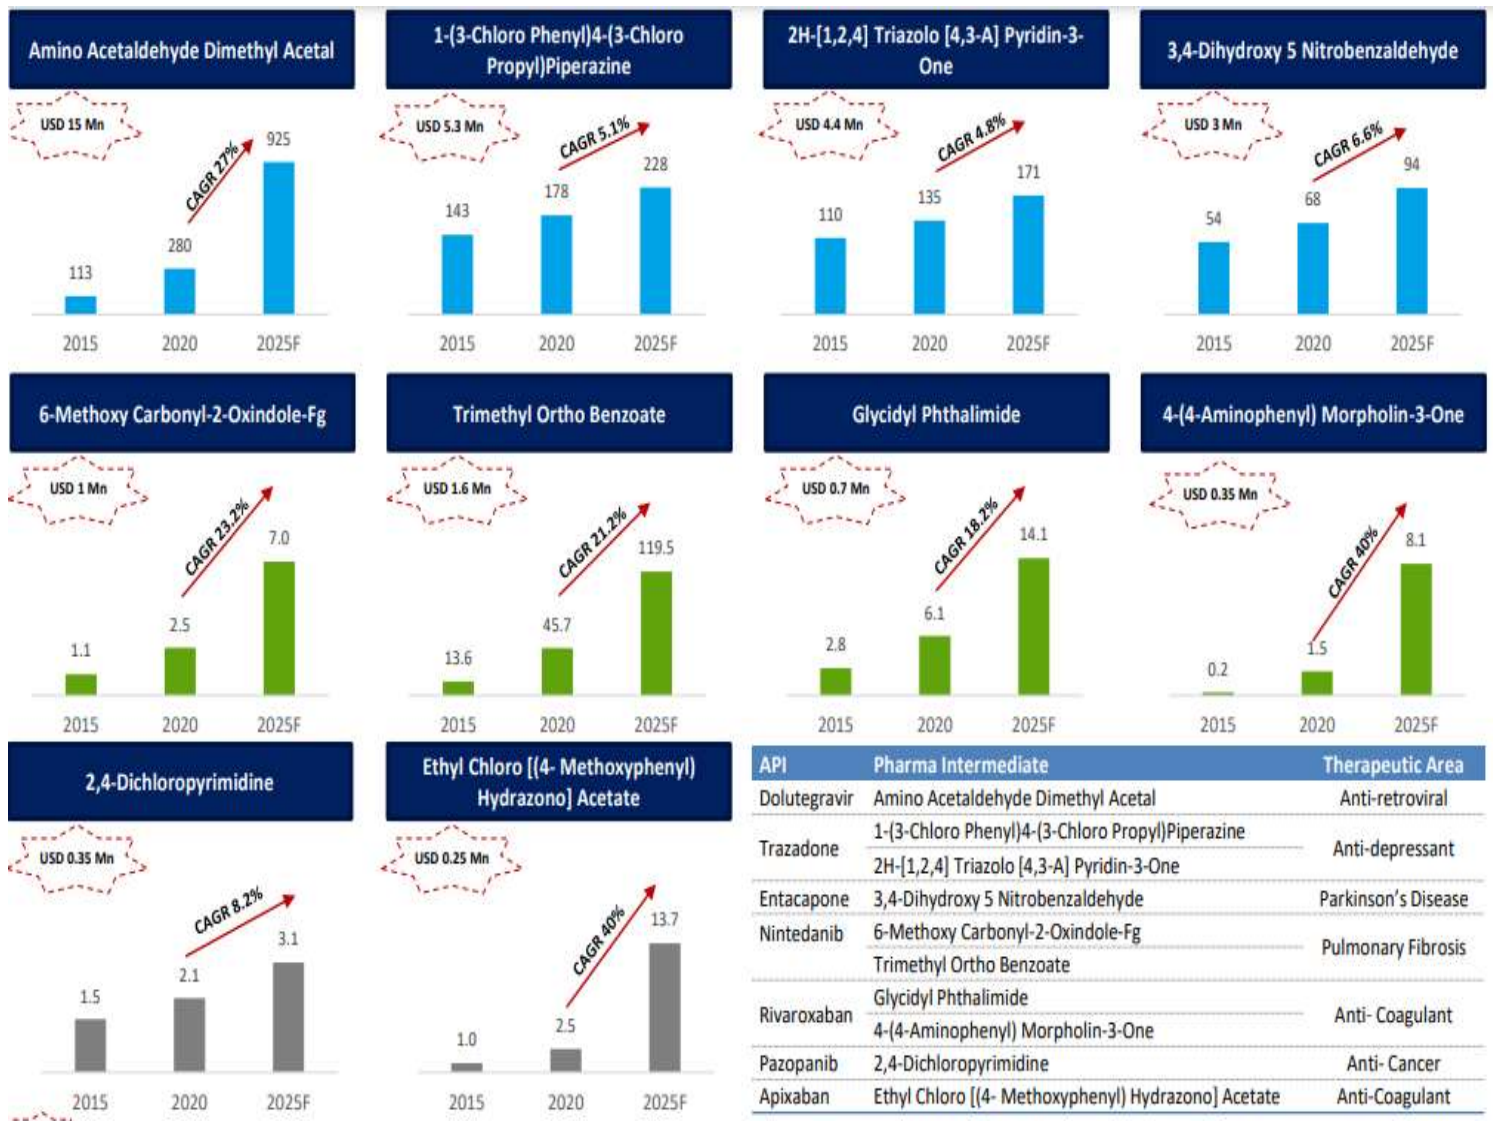 Amino Acetaldehyde Dimethyl Acetal
USD 15 Mn
CAGR 27%
113
280
925
2015 2020 2025F
1-(3-Chloro Phenyl)4-(3-Chloro
Propyl)Piperazine
USD 5.3 Mn
CAGR 5.1%
143
178
228
2015 2020 2025F
2H-[1,2,4] Triazolo [4,3-A] Pyridin-3-
One
USD 4.4 Mn
CAGR 4.8%
110
135
171
2015 2020 2025F
3,4-Dihydroxy 5 Nitrobenzaldehyde
USD 3 Mn
CAGR 6.6%
54
68
94
2015 2020 2025F
6-Methoxy Carbonyl-2-Oxindole-Fg
USD 1 Mn
CAGR 23.2%
1.1
2.5
7.0
2015 2020 2025F
Trimethyl Ortho Benzoate
USD 1.6 Mn
CAGR 21.2%
13.6
45.7
119.5
2015 2020 2025F
Glycidyl Phthalimide
USD 0.7 Mn
CAGR 18.2%
2.8
6.1
14.1
2015 2020 2025F
4-(4-Aminophenyl) Morpholin-3-One
USD 0.35 Mn
CAGR 40%
0.2
1.5
8.1
2015 2020 2025F
2,4-Dichloropyrimidine
USD 0.35 Mn
CAGR 8.2%
1.5
2.1
3.1
2015 2020 2025F
Ethyl Chloro [(4- Methoxyphenyl)
Hydrazono] Acetate
USD 0.25 Mn
CAGR 40%
1.0
2.5
13.7
2015 2020 2025F
API Pharma Intermediate Therapeutic Area
Dolutegravir Amino Acetaldehyde Dimethyl Acetal Anti-retroviral
1-(3-Chloro Phenyl)4-(3-Chloro Propyl)Piperazine
Trazadone Anti-depressant
2H-[1,2,4] Triazolo [4,3-A] Pyridin-3-One
Entacapone 3,4-Dihydroxy 5 Nitrobenzaldehyde Parkinson's Disease
Nintedanib 6-Methoxy Carbonyl-2-Oxindole-Fg
Pulmonary Fibrosis
Trimethyl Ortho Benzoate
Glycidyl Phthalimide
Rivaroxaban Anti- Coagulant
4-(4-Aminophenyl) Morpholin-3-One
Pazopanib 2,4-Dichloropyrimidine Anti- Cancer
Apixaban Ethyl Chloro [(4- Methoxyphenyl) Hydrazono] Acetate Anti-Coagulant